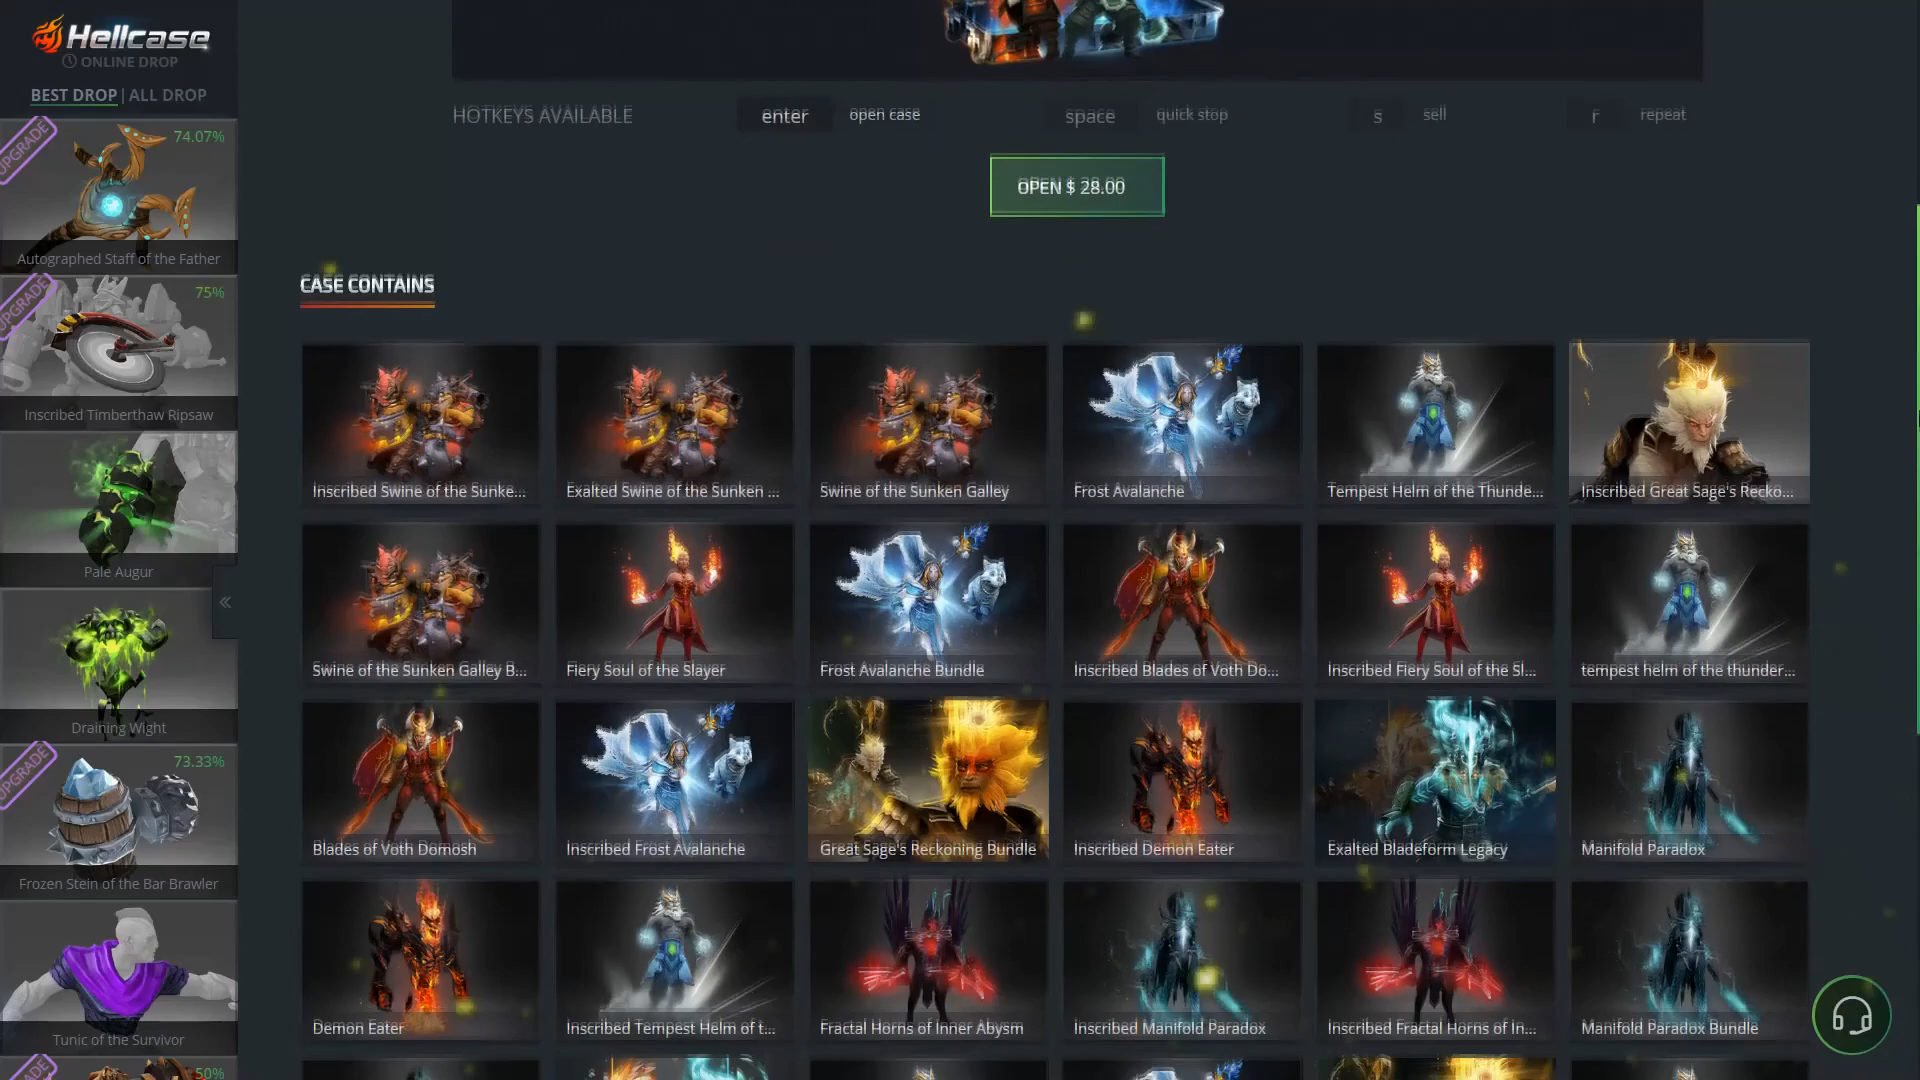 Hellcase
ONLINE DROP
BEST DROP | ALL DROP
UPGRADE
74.07%
Autographed Staff of the Father
UPGRADE
75%
Inscribed Timberthaw Ripsaw
Pale Augur
Draining Wight
UPGRADE
73.33%
Frozen Stein of the Bar Brawler
Tunic of the Survivor
50%
HOTKEYS AVAILABLE enter open case space quick stop s sell r repeat
OPEN $ 28.00
CASE CONTAINS
Inscribed Swine of the Sunke...
Exalted Swine of the Sunken ...
Swine of the Sunken Galley
Frost Avalanche
Tempest Helm of the Thunde...
Inscribed Great Sage's Recko...
Swine of the Sunken Galley B...
Fiery Soul of the Slayer
Frost Avalanche Bundle
Inscribed Blades of Voth Do...
Inscribed Fiery Soul of the Sl...
tempest helm of the thunder...
Blades of Voth Domosh
Inscribed Frost Avalanche
Great Sage's Reckoning Bundle
Inscribed Demon Eater
Exalted Bladeform Legacy
Manifold Paradox
Demon Eater
Inscribed Tempest Helm of t...
Fractal Horns of Inner Abysm
Inscribed Manifold Paradox
Inscribed Fractal Horns of In...
Manifold Paradox Bundle